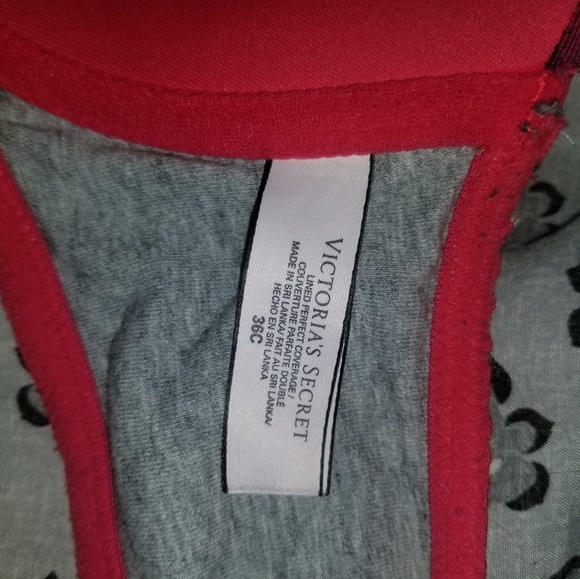 VICTORIA'S SECRET
LINED PERFECT COVERAGE/
COUVERTURE PARFAITE DOUBLÉ
MADE IN SRI LANKA/ FAIT AU SRI LANKA/
HECHO EN SRI LANKA
36C